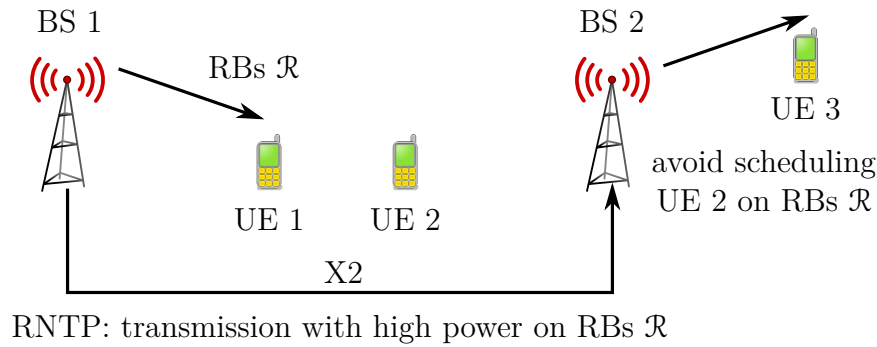 BS 1
BS 2
RBs ℛ
UE 3
avoid scheduling
UE 2 on RBs ℛ
UE 1
UE 2
X2
RNTP: transmission with high power on RBs ℛ